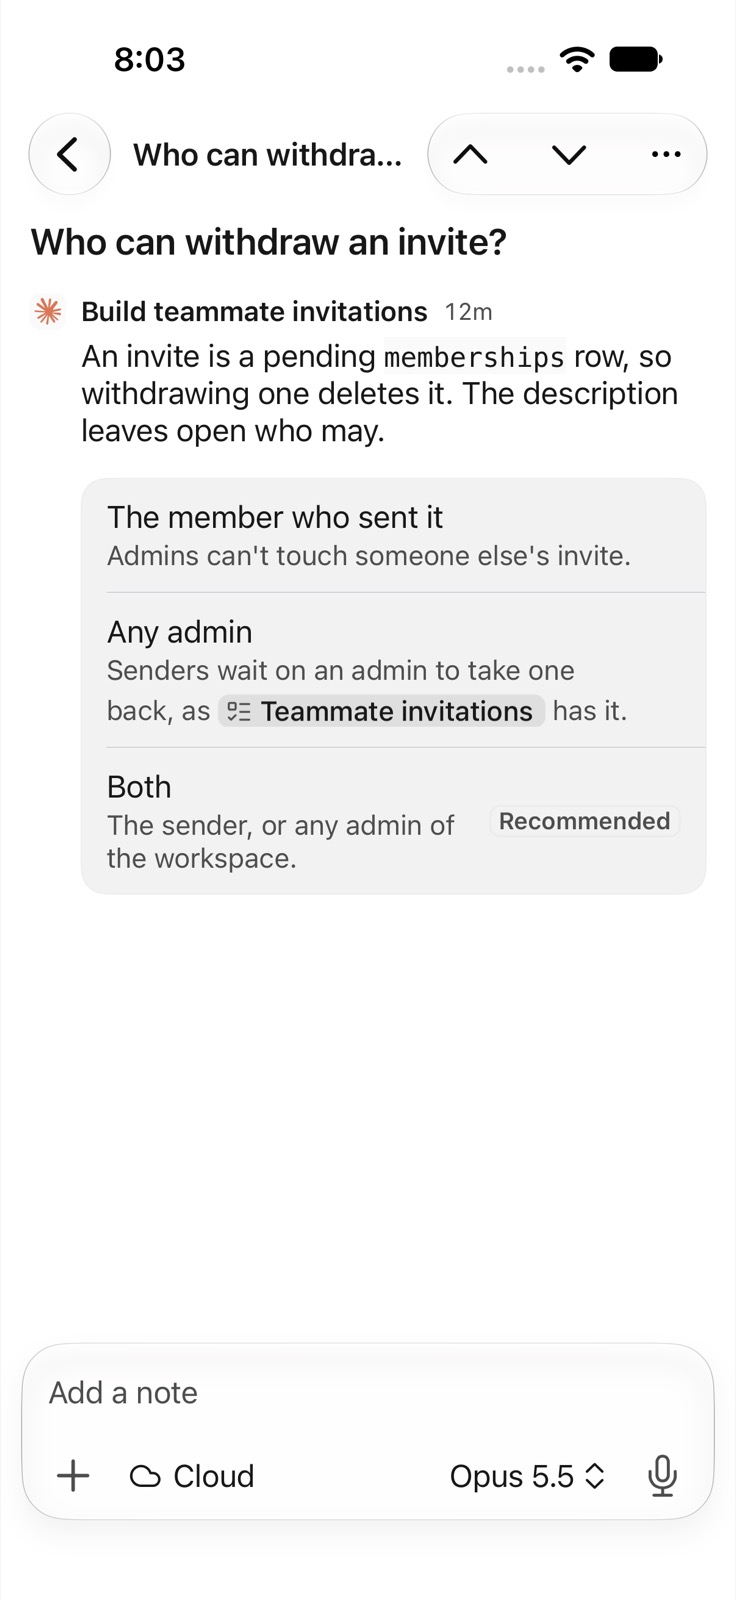 8:03
Who can withdra...
Who can withdraw an invite?
Build teammate invitations 12m
An invite is a pending memberships row, so
withdrawing one deletes it. The description
leaves open who may.
The member who sent it
Admins can't touch someone else's invite.
Any admin
Senders wait on an admin to take one
back, as Teammate invitations has it.
Both
The sender, or any admin of
the workspace.
Recommended
Add a note
Cloud
Opus 5.5